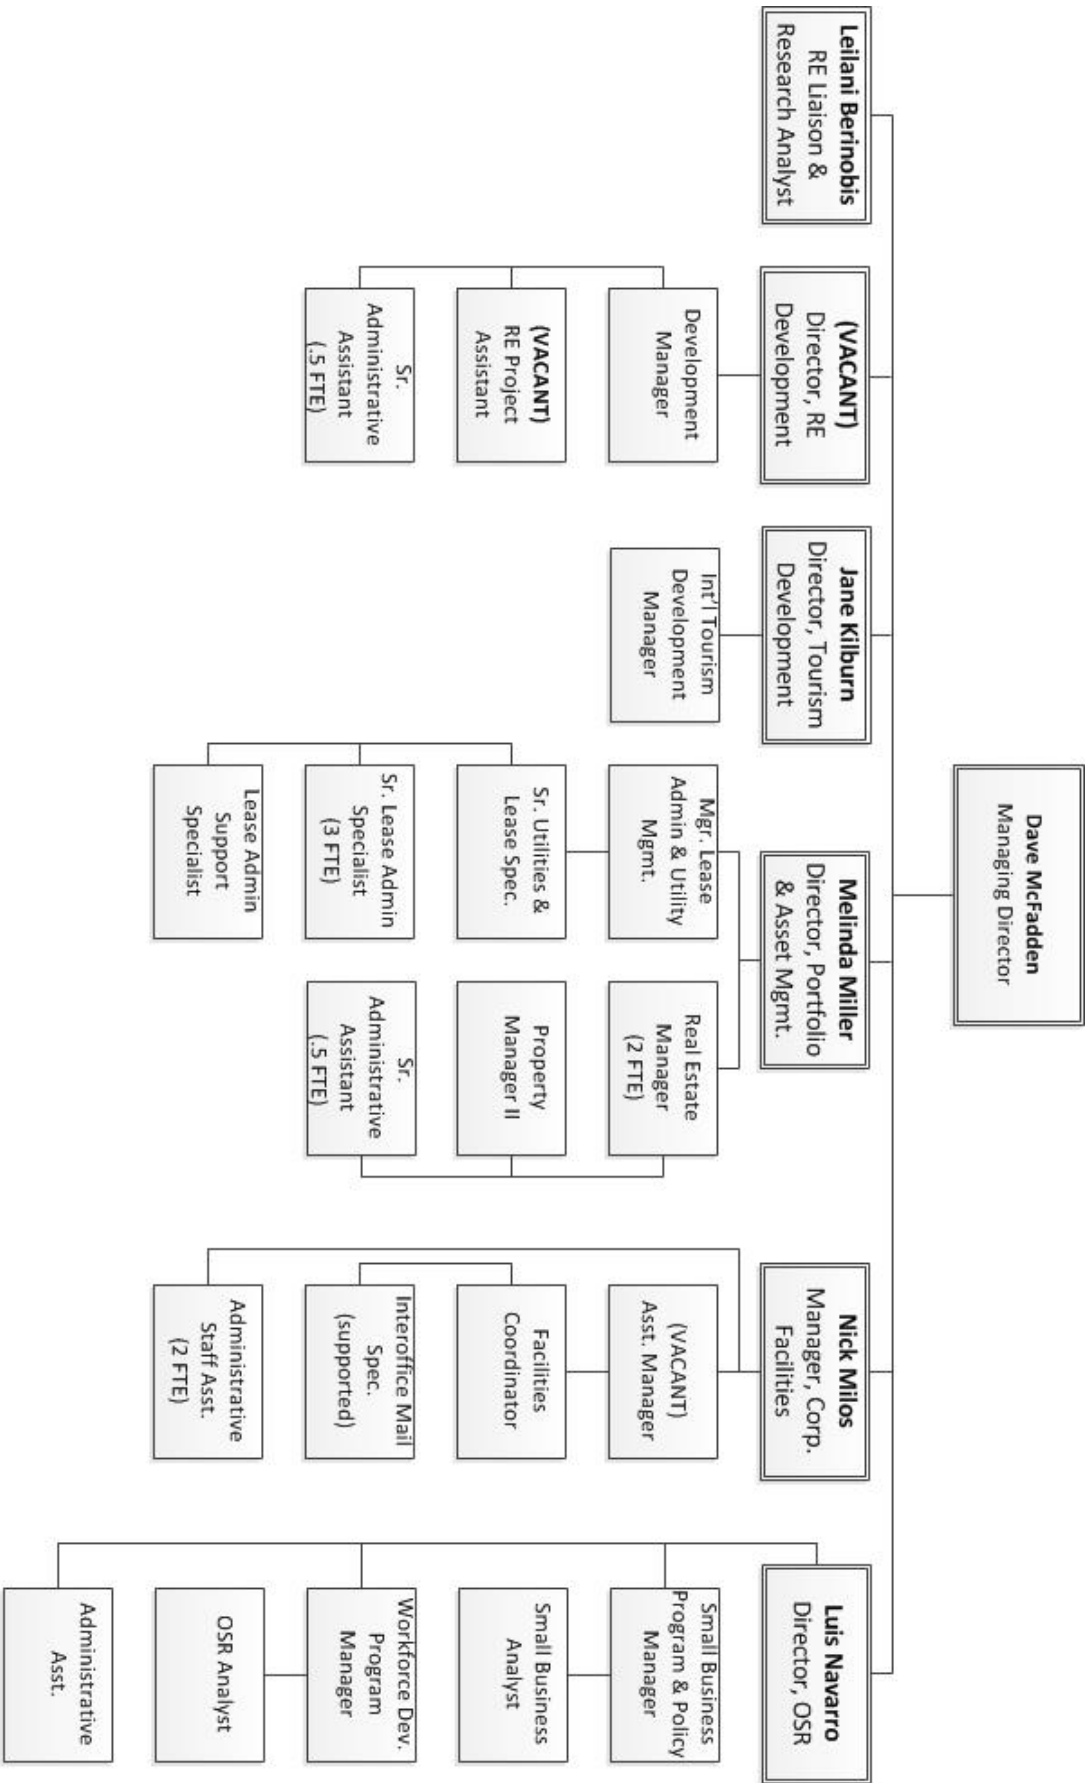 Dave McFadden
Managing Director
Leilani Berinobis
RE Liaison &
Research Analyst
(VACANT)
Director, RE
Development
Development
Manager
(VACANT)
RE Project
Assistant
Sr.
Administrative
Assistant
(.5 FTE)
Jane Kilburn
Director, Tourism
Development
Int'l Tourism
Development
Manager
Melinda Miller
Director, Portfolio
& Asset Mgmt.
Mgr. Lease
Admin & Utility
Mgmt.
Sr. Utilities &
Lease Spec.
Sr. Lease Admin
Specialist
(3 FTE)
Lease Admin
Support
Specialist
Real Estate
Manager
(2 FTE)
Property
Manager II
Sr.
Administrative
Assistant
(.5 FTE)
Nick Milos
Manager, Corp.
Facilities
(VACANT)
Asst. Manager
Facilities
Coordinator
Interoffice Mail
Spec.
(supported)
Administrative
Staff Asst.
(2 FTE)
Luis Navarro
Director, OSR
Small Business
Program & Policy
Manager
Small Business
Analyst
Workforce Dev.
Program
Manager
OSR Analyst
Administrative
Asst.